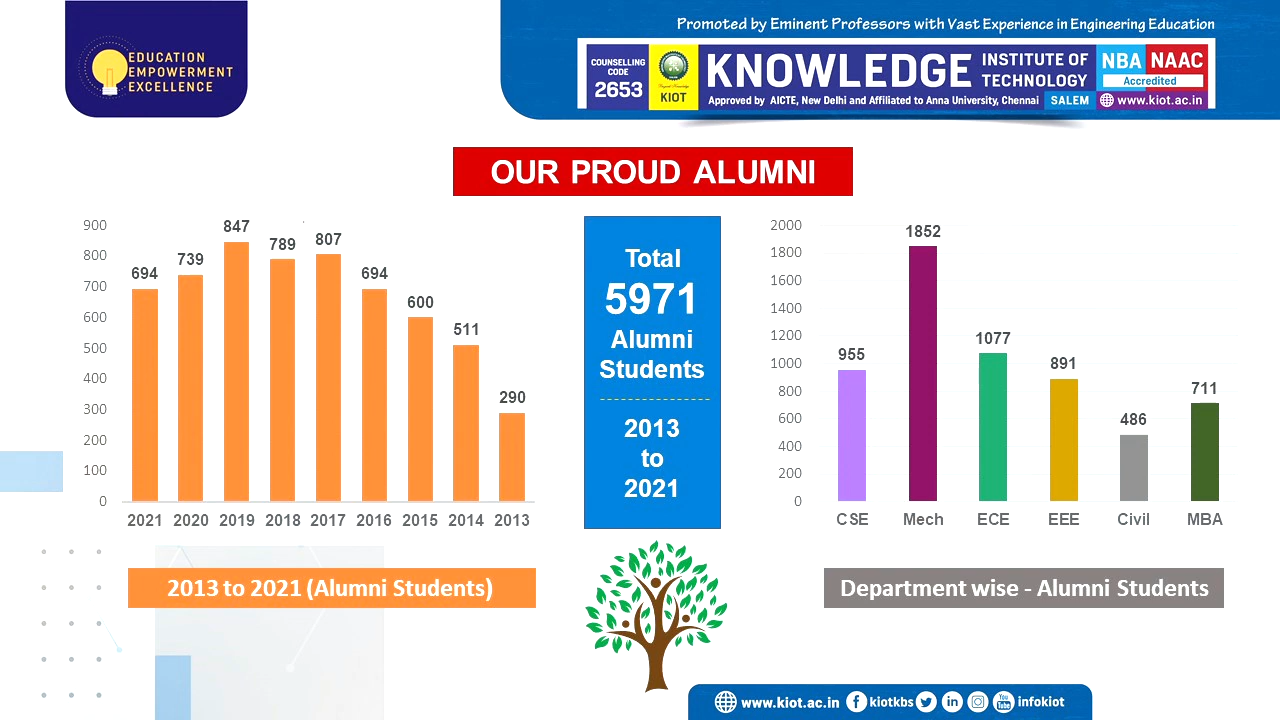 EDUCATION
EMPOWERMENT
EXCELLENCE
Promoted by Eminent Professors with Vast Experience in Engineering Education
COUNSELLING
CODE
2653
KIOT
KNOWLEDGE
INSTITUTE OF
TECHNOLOGY
NBA NAAC
Accredited
Approved by AICTE, New Delhi and Affiliated to Anna University, Chennai
SALEM
www.kiot.ac.in
OUR PROUD ALUMNI
900
800
700
600
500
400
300
200
100
0
694
739
847
789
807
694
600
511
290
2021 2020 2019 2018 2017 2016 2015 2014 2013
2013 to 2021 (Alumni Students)
Total
5971
Alumni
Students
2013
to
2021
2000
1800
1600
1400
1200
1000
800
600
400
200
0
955
1852
1077
891
486
711
CSE Mech ECE EEE Civil MBA
Department wise - Alumni Students
www.kiot.ac.in kiotkbs in You Tube infokiot